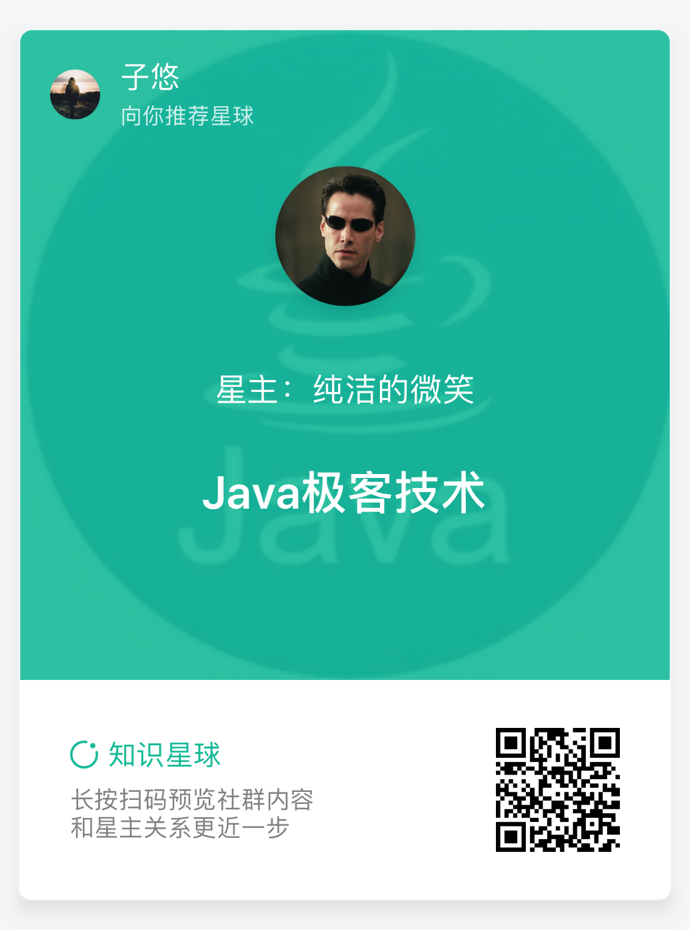 子悠
向你推荐星球
星主：纯洁的微笑
Java极客技术
Java
知识星球
长按扫码预览社群内容
和星主关系更近一步